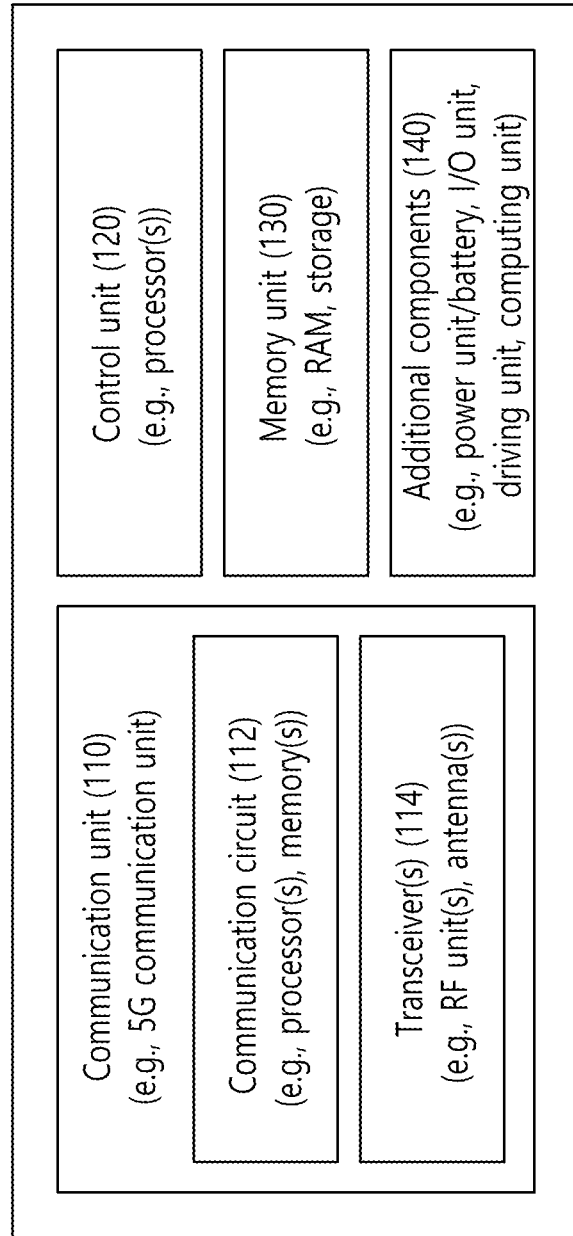 Communication unit (110)
(e.g., 5G communication unit)
Communication circuit (112)
(e.g., processor(s), memory(s))
Transceiver(s) (114)
(e.g., RF unit(s), antenna(s))
Control unit (120)
(e.g., processor(s))
Memory unit (130)
(e.g., RAM, storage)
Additional components (140)
(e.g., power unit/battery, I/O unit,
driving unit, computing unit)